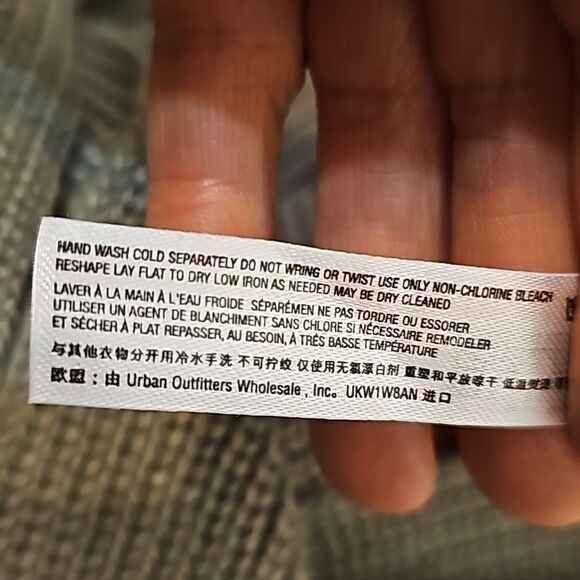 HAND WASH COLD SEPARATELY DO NOT WRING OR TWIST USE ONLY NON-CHLORINE BLEACH
RESHAPE LAY FLAT TO DRY LOW IRON AS NEEDED MAY BE DRY CLEANED
LAVER À LA MAIN À L'EAU FROIDE SÉPARÉMEN NE PAS TORDRE OU ESSORER
UTILISER UN AGENT DE BLANCHIMENT SANS CHLORE SI NÉCESSAIRE REMODELER
ET SÉCHER À PLAT REPASSER, AU BESOIN, À TRÈS BASSE TEMPÉRATURE
与其他衣物分开用冷水手洗 不可拧绞 仅使用无氯漂白剂 重塑和平放晾干 低温
欧盟：由 Urban Outfitters Wholesale, Inc。 UKW1W8AN 进口